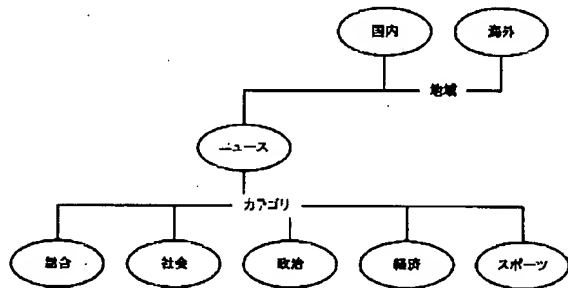 国内 海外
地域
ニュース
カテゴリ
総合 社会 政治 経済 スポーツ